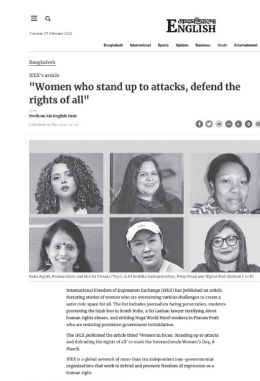 Tuesday, 21 February 2023
ENGLISH
Bangladesh International Sports Opinion Business Youth Entertainment
Bangladesh
IFEX's article
"Women who stand up to attacks, defend the
rights of all"
Prothom Alo English Desk
International Freedom of Expression Exchange (IFEX) has published an article
featuring stories of women who are overcoming various challenges to create a
safer civic space for all. The list includes journalists facing prosecution, students
protesting the hijab ban in South India, a Sri Lankan lawyer testifying about
human rights abuses, and striking Naga World Hotel workers in Phnom Penh
who are resisting persistent intimidation.
The IFEX published the article titled 'Women in focus: Standing up to attacks
and defending the rights of all' to mark the International Women's Day, 8
March.
IFEX is a global network of more than 119 independent non-governmental
organisations that work to defend and promote freedom of expression as a
human right.